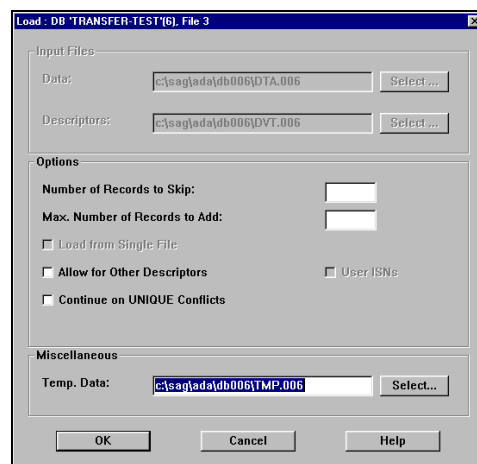 Load : DB 'TRANSFER-TEST'(6), File 3
Input Files
Data: c:\sag\ada\db006\DTA.006 Select ...
Descriptors: c:\sag\ada\db006\DVT.006 Select ...
Options
Number of Records to Skip:
Max. Number of Records to Add:
Load from Single File
Allow for Other Descriptors User ISNs
Continue on UNIQUE Conflicts
Miscellaneous
Temp. Data: c:\sag\ada\db006\TMP.006 Select...
OK Cancel Help